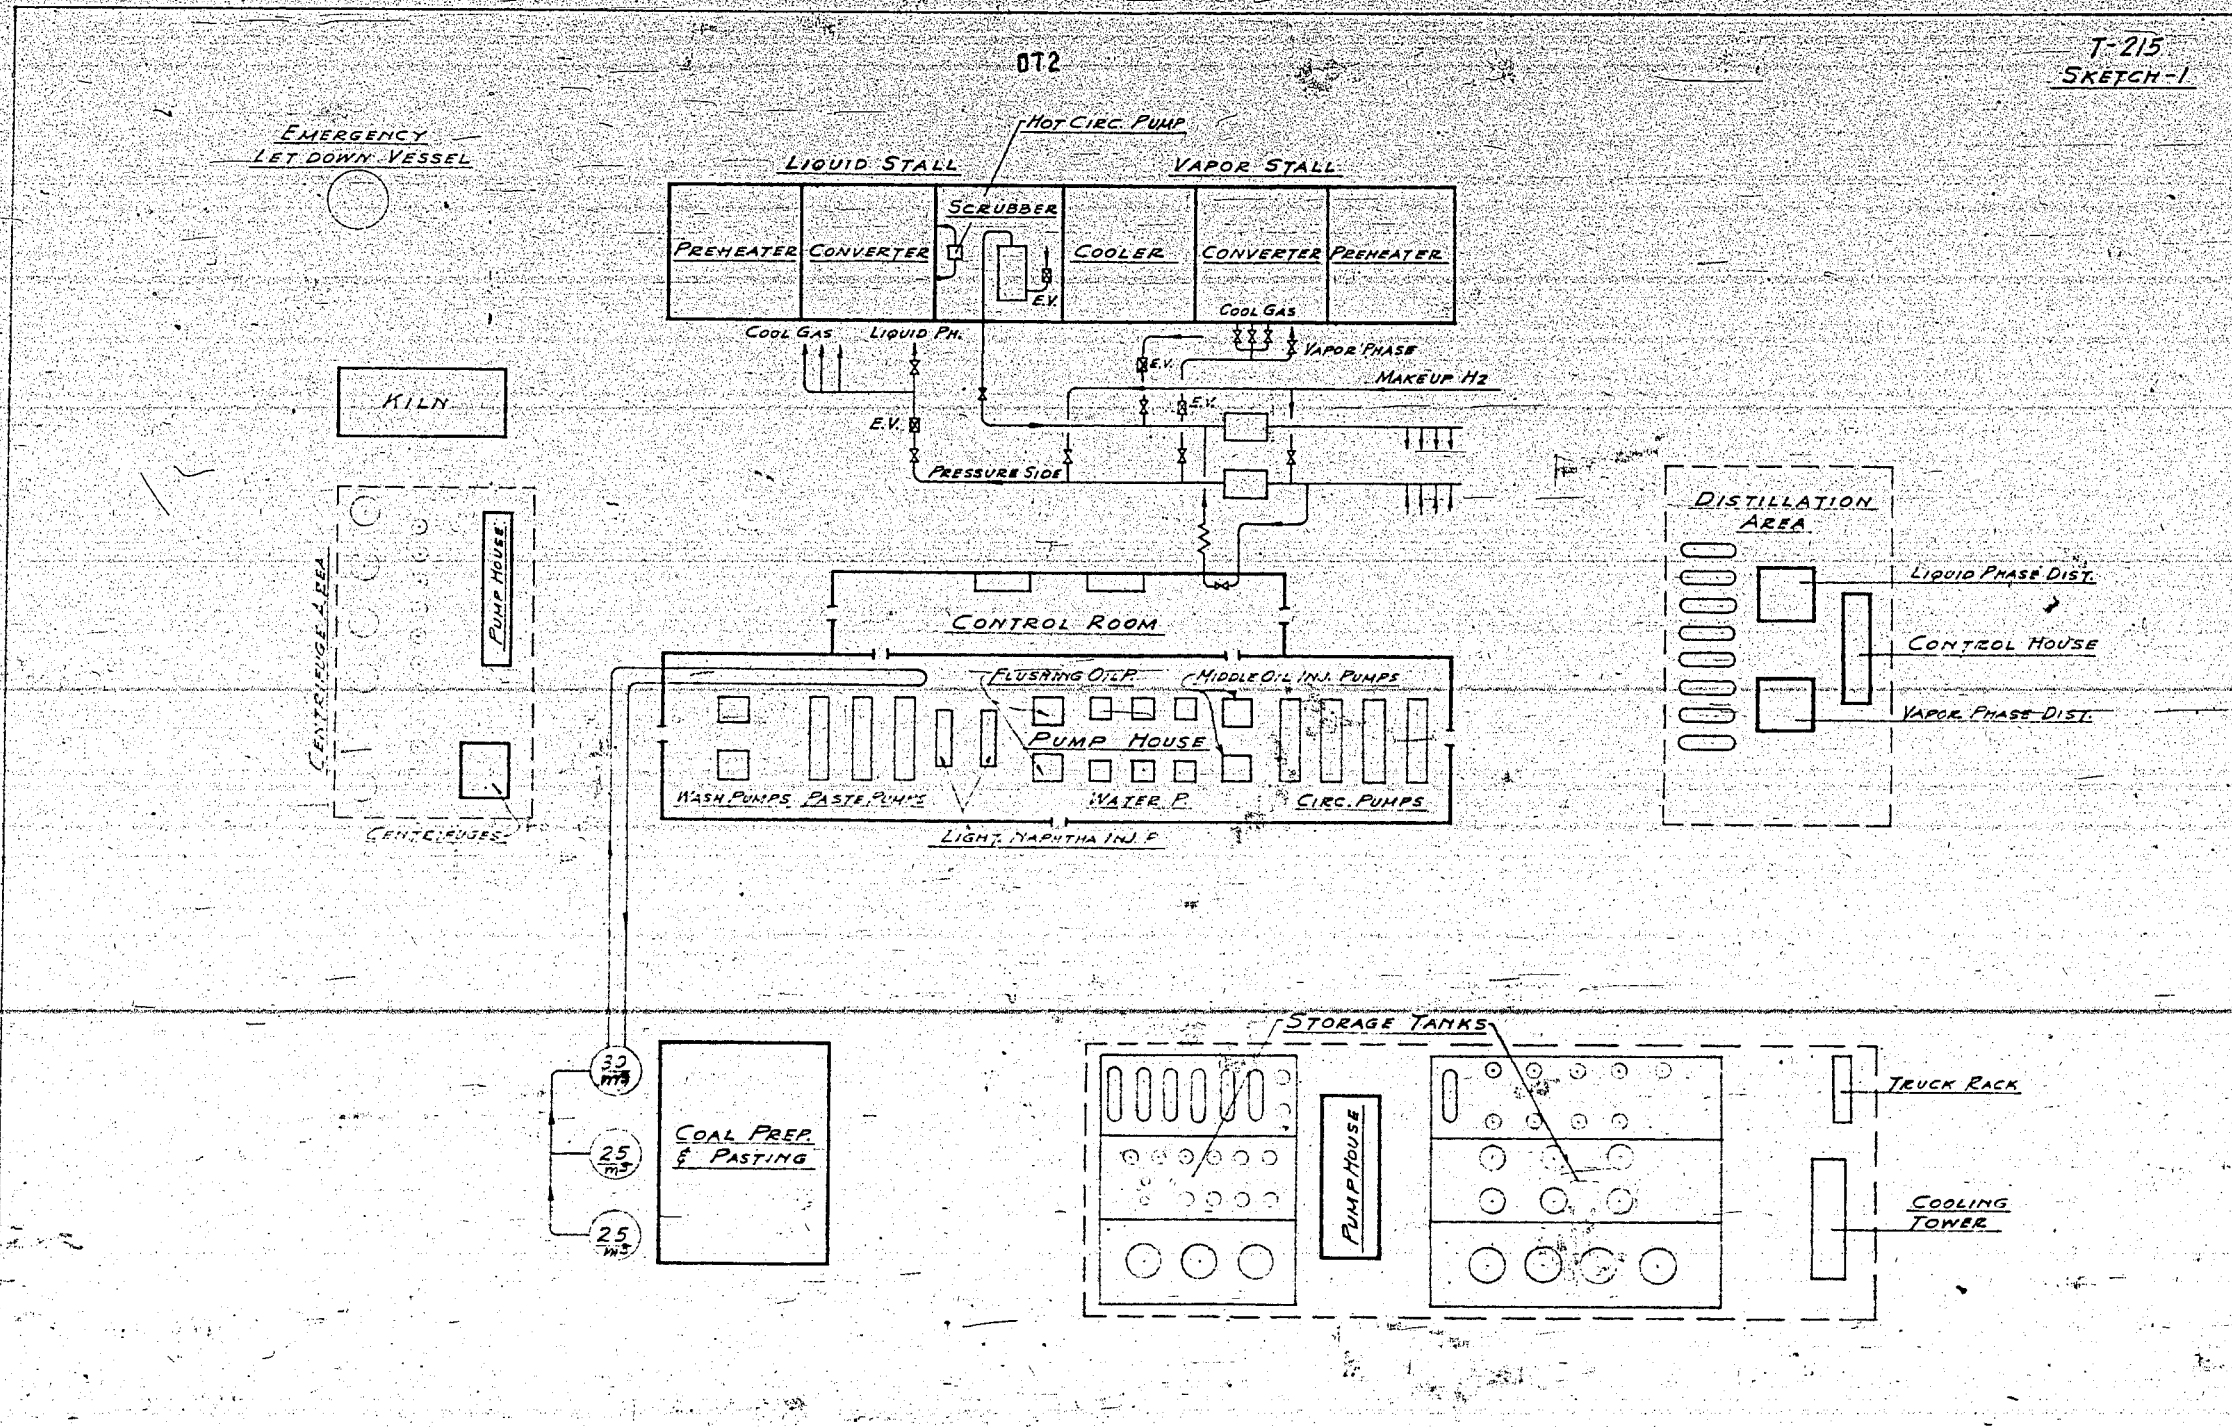 072
T-215
SKETCH-1
EMERGENCY
LET DOWN VESSEL
HOT CIRC. PUMP
LIQUID STALL
VAPOR STALL
SCRUBBER
PREHEATER
CONVERTER
COOLER
CONVERTER
PREHEATER
E.V.
COOL GAS
COOL GAS
LIQUID PH.
E.V.
VAPOR PHASE
MAKEUP H2
E.V.
E.V.
PRESSURE SIDE
KILN
CENTRIFUGE AREA
PUMP HOUSE
CENTRIFUGES
CONTROL ROOM
FLUSHING OIL P.
MIDDLE OIL INJ. PUMPS
PUMP HOUSE
WASH PUMPS
PASTE PUMPS
WATER P.
CIRC. PUMPS
LIGHT NAPHTHA INJ. P
DISTILLATION
AREA
LIQUID PHASE DIST.
CONTROL HOUSE
VAPOR PHASE DIST.
STORAGE TANKS
30
m3
25
m3
25
m3
COAL PREP.
& PASTING
PUMPHOUSE
TRUCK RACK
COOLING
TOWER